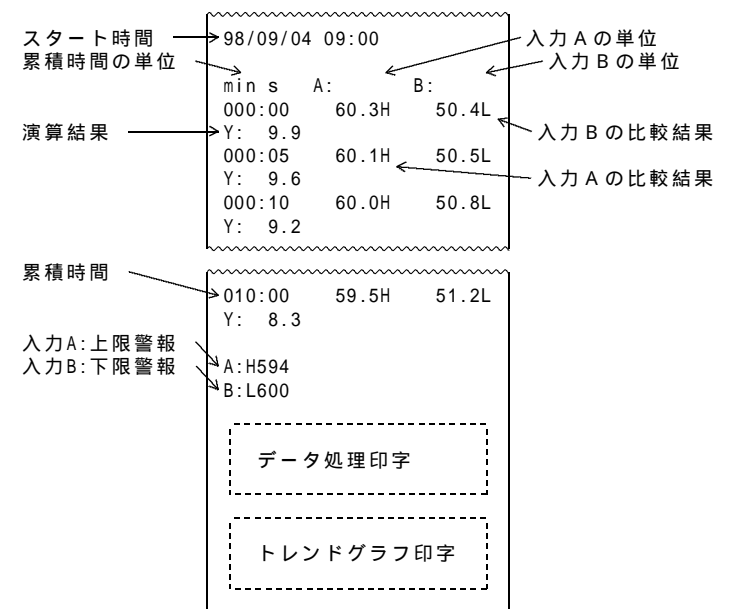 スタート時間
98/09/04 09:00
入力Aの単位
累積時間の単位
入力Bの単位
min s A: B:
000:00 60.3H 50.4L
演算結果
Y: 9.9
入力Bの比較結果
000:05 60.1H 50.5L
Y: 9.6
入力Aの比較結果
000:10 60.0H 50.8L
Y: 9.2
累積時間
010:00 59.5H 51.2L
Y: 8.3
入力A:上限警報
A:H594
入力B:下限警報
B:L600
データ処理印字
トレンドグラフ印字